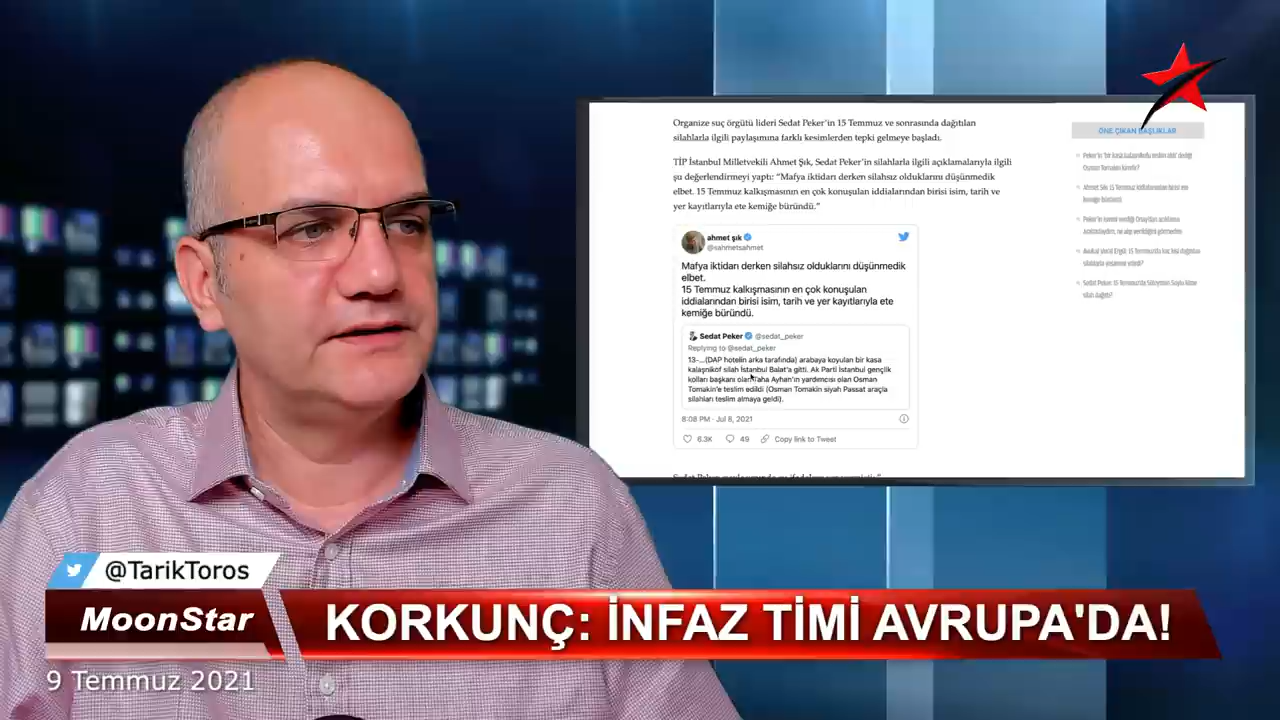 Organize suç örgütü lideri Sedat Peker'in 15 Temmuz ve sonrasında dağıtılan
silahlarla ilgili paylaşımına farklı kesimlerden tepki gelmeye başladı.
TİP İstanbul Milletvekili Ahmet Şık, Sedat Peker'in silahlarla ilgili açıklamalarıyla ilgili
şu değerlendirmeyi yaptı: "Mafya iktidarı derken silahsız olduklarını düşünmedik
elbet. 15 Temmuz kalkışmasının en çok konuşulan iddialarından birisi isim, tarih ve
yer kayıtlarıyla ete kemiğe büründü."
ahmet şık
@sahmetsahmet
Mafya iktidarı derken silahsız olduklarını düşünmedik
elbet.
15 Temmuz kalkışmasının en çok konuşulan
iddialarından birisi isim, tarih ve yer kayıtlarıyla ete
kemiğe büründü.
Sedat Peker @sedat_peker
Replying to @sedat_peker
13-...(DAP hotelin arka tarafında) arabaya koyulan bir kasa
kalaşnikof silah İstanbul Balat'a gitti. Ak Parti İstanbul gençlik
kolları başkanı olan Taha Ayhan'ın yardımcısı olan Osman
Tomakin'e teslim edildi (Osman Tomakin siyah Passat araçla
silahları teslim almaya geldi).
8:08 PM · Jul 8, 2021
6.3K 49 Copy link to Tweet
ÖNE ÇIKAN BAŞLIKLAR
Osman Tomakin kimdir?
@TarikToros
MoonStar
KORKUNÇ: İNFAZ TİMİ AVRUPA'DA!
9 Temmuz 2021